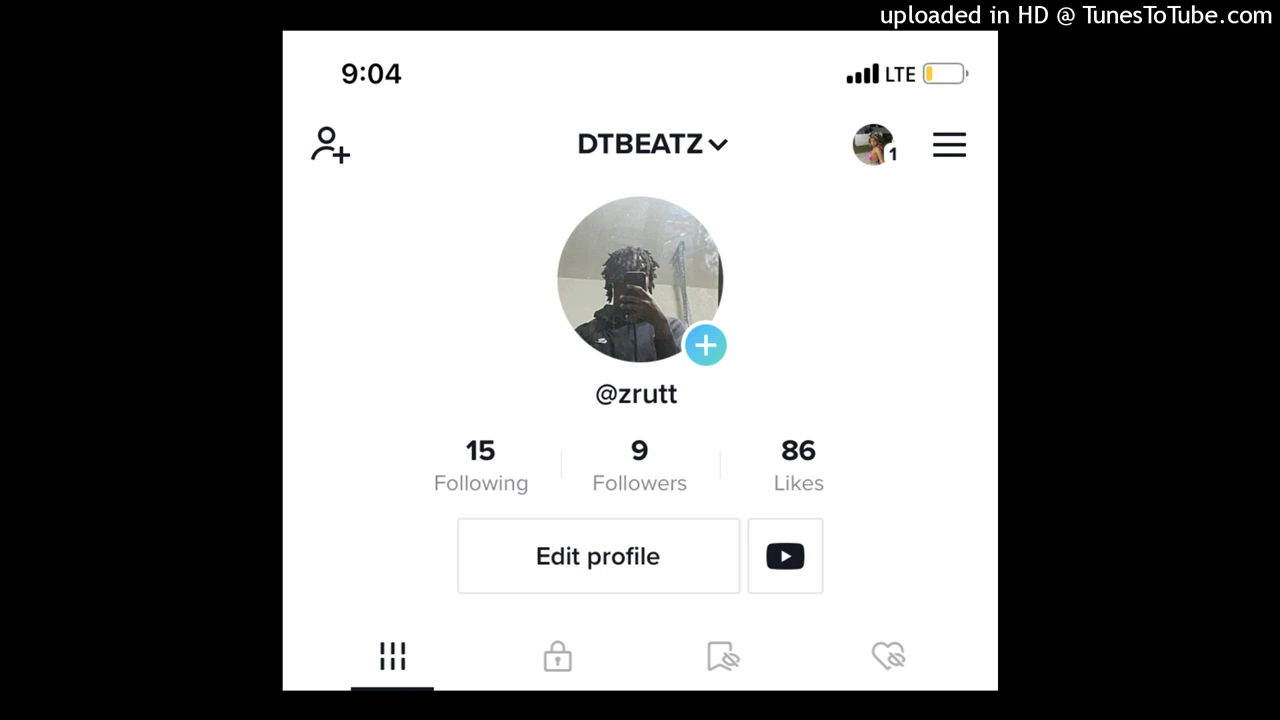 uploaded in HD @ TunesToTube.com
9:04
LTE
DTBEATZ
1
@zrutt
15 9 86
Following Followers Likes
Edit profile